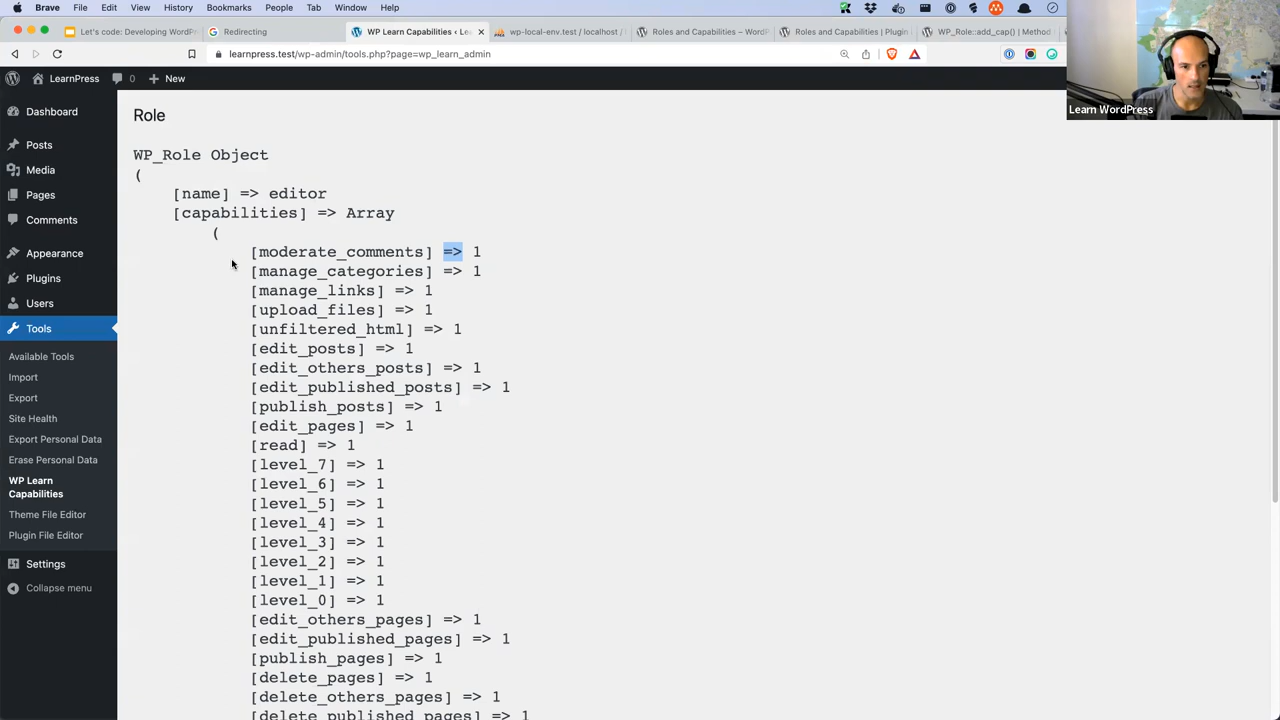 Brave File Edit View History Bookmarks People Tab Window Help
Let's code: Developing WordP
Redirecting
WP Learn Capabilities ‹ Le
wp-local-env.test / localhost /
Roles and Capabilities – WordP
Roles and Capabilities | Plugin
WP_Role::add_cap() | Method
learnpress.test/wp-admin/tools.php?page=wp_learn_admin
LearnPress 0 New
Learn WordPress
Dashboard
Posts
Media
Pages
Comments
Appearance
Plugins
Users
Tools
Available Tools
Import
Export
Site Health
Export Personal Data
Erase Personal Data
WP Learn
Capabilities
Theme File Editor
Plugin File Editor
Settings
Collapse menu
Role
WP_Role Object
(
[name] => editor
[capabilities] => Array
(
[moderate_comments] => 1
[manage_categories] => 1
[manage_links] => 1
[upload_files] => 1
[unfiltered_html] => 1
[edit_posts] => 1
[edit_others_posts] => 1
[edit_published_posts] => 1
[publish_posts] => 1
[edit_pages] => 1
[read] => 1
[level_7] => 1
[level_6] => 1
[level_5] => 1
[level_4] => 1
[level_3] => 1
[level_2] => 1
[level_1] => 1
[level_0] => 1
[edit_others_pages] => 1
[edit_published_pages] => 1
[publish_pages] => 1
[delete_pages] => 1
[delete_others_pages] => 1
[delete_published_pages] => 1